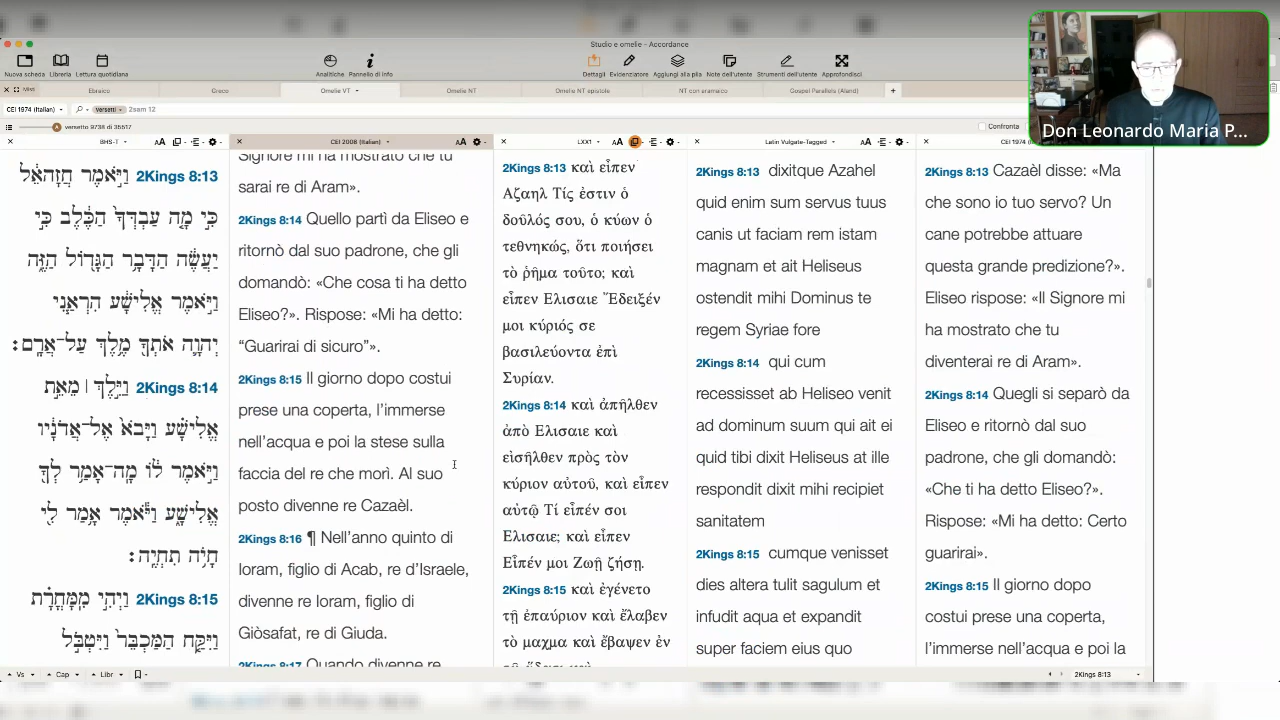 Studio e omelie - Accordance
Nuova scheda
Libreria
Lettura quotidiana
Analitiche
Pannello di info
Dettagli
Evidenziatore
Aggiungi alla pila
Note dell'utente
Strumenti dell'utente
Approfondisci
Ebraico
Greco
Omelie VT
Omelie NT
Omelie NT epistole
NT con aramaico
Gospel Parallels (Aland)
CEI 1974 (Italian)
versetti
2sam 12
versetto 9738 di 35517
Confronta
BHS-T
2Kings 8:13 וַיֹּאמֶר חֲזָהאֵל
כִּי מָה עַבְדְּךָ הַכֶּלֶב כִּי
יַעֲשֶׂה הַדָּבָר הַגָּדוֹל הַזֶּה
וַיֹּאמֶר אֱלִישָׁע הִרְאַנִי
יְהוָה אֹתְךָ מֶלֶךְ עַל־אֲרָם׃
2Kings 8:14 וַיֵּלֶךְ ׀ מֵאֵת
אֱלִישָׁע וַיָּבֹא אֶל־אֲדֹנָיו
וַיֹּאמֶר לוֹ מָה־אָמַר לְךָ
אֱלִישָׁע וַיֹּאמֶר אָמַר לִי
חָיֹה תִחְיֶה׃
2Kings 8:15 וַיְהִי מִמָּחֳרָת
וַיִּקַּח הַמַּכְבֵּר וַיִּטְבֹּל
CEI 2008 (Italian)
Signore mi ha mostrato che tu
sarai re di Aram».
2Kings 8:14 Quello partì da Eliseo e
ritornò dal suo padrone, che gli
domandò: «Che cosa ti ha detto
Eliseo?». Rispose: «Mi ha detto:
“Guarirai di sicuro”».
2Kings 8:15 Il giorno dopo costui
prese una coperta, l’immerse
nell’acqua e poi la stese sulla
faccia del re che morì. Al suo
posto divenne re Cazaèl.
2Kings 8:16 ¶ Nell’anno quinto di
Ioram, figlio di Acab, re d’Israele,
divenne re Ioram, figlio di
Giòsafat, re di Giuda.
2Kings 8:17 Quando divenne re
LXX1
2Kings 8:13 καὶ εἶπεν
Αζαηλ Τίς ἐστιν ὁ
δοῦλός σου, ὁ κύων ὁ
τεθνηκώς, ὅτι ποιήσει
τὸ ῥῆμα τοῦτο; καὶ
εἶπεν Ελισαιε Ἔδειξέν
μοι κύριός σε
βασιλεύοντα ἐπὶ
Συρίαν.
2Kings 8:14 καὶ ἀπῆλθεν
ἀπὸ Ελισαιε καὶ
εἰσῆλθεν πρὸς τὸν
κύριον αὐτοῦ, καὶ εἶπεν
αὐτῷ Τί εἶπέν σοι
Ελισαιε; καὶ εἶπεν
Εἶπέν μοι Ζωῇ ζήσῃ.
2Kings 8:15 καὶ ἐγένετο
τῇ ἐπαύριον καὶ ἔλαβεν
τὸ μαχμα καὶ ἔβαψεν ἐν
Latin Vulgate-Tagged
2Kings 8:13 dixitque Azahel
quid enim sum servus tuus
canis ut faciam rem istam
magnam et ait Heliseus
ostendit mihi Dominus te
regem Syriae fore
2Kings 8:14 qui cum
recessisset ab Heliseo venit
ad dominum suum qui ait ei
quid tibi dixit Heliseus at ille
respondit dixit mihi recipiet
sanitatem
2Kings 8:15 cumque venisset
dies altera tulit sagulum et
infudit aqua et expandit
super faciem eius quo
CEI 1974
2Kings 8:13 Cazaèl disse: «Ma
che sono io tuo servo? Un
cane potrebbe attuare
questa grande predizione?».
Eliseo rispose: «Il Signore mi
ha mostrato che tu
diventerai re di Aram».
2Kings 8:14 Quegli si separò da
Eliseo e ritornò dal suo
padrone, che gli domandò:
«Che ti ha detto Eliseo?».
Rispose: «Mi ha detto: Certo
guarirai».
2Kings 8:15 Il giorno dopo
costui prese una coperta,
l’immerse nell’acqua e poi la
Vs
Cap
Libr
2Kings 8:13
Don Leonardo Maria P...